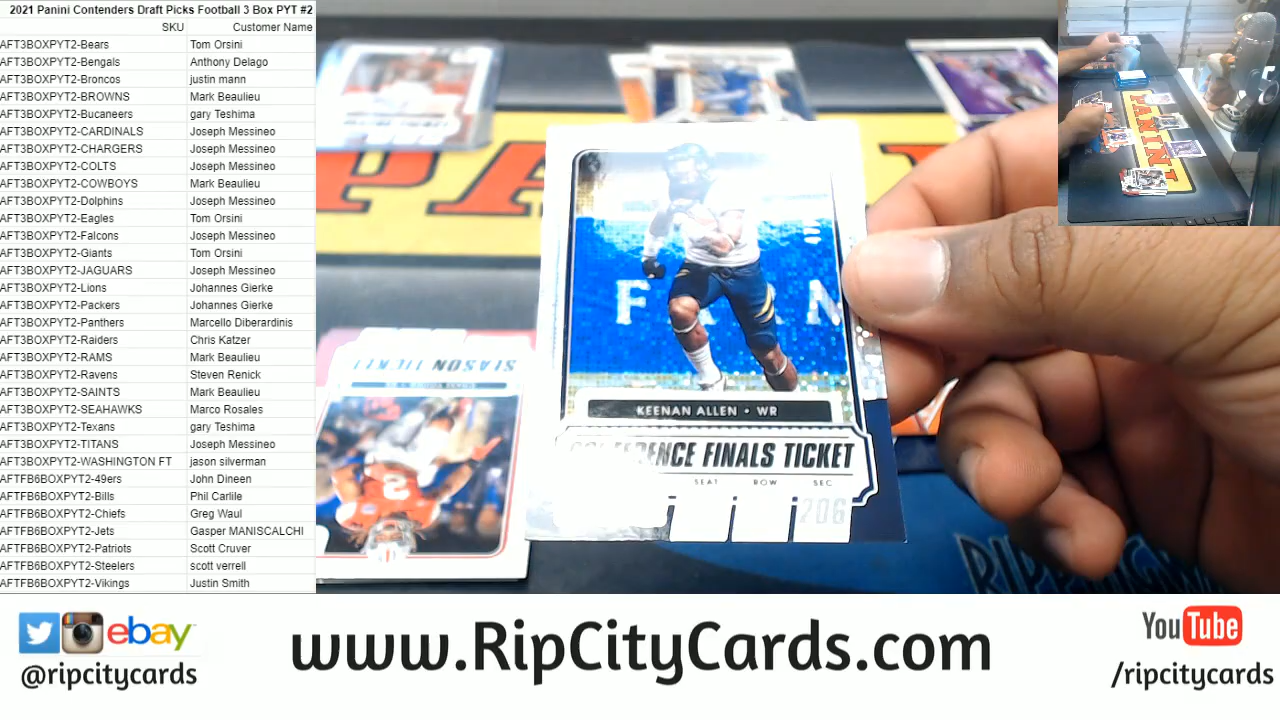 2021 Panini Contenders Draft Picks Football 3 Box PYT #2
SKU Customer Name
AFT3BOXPYT2-Bears Tom Orsini
AFT3BOXPYT2-Bengals Anthony Delago
AFT3BOXPYT2-Broncos justin mann
AFT3BOXPYT2-BROWNS Mark Beaulieu
AFT3BOXPYT2-Bucaneers gary Teshima
AFT3BOXPYT2-CARDINALS Joseph Messineo
AFT3BOXPYT2-CHARGERS Joseph Messineo
AFT3BOXPYT2-COLTS Joseph Messineo
AFT3BOXPYT2-COWBOYS Mark Beaulieu
AFT3BOXPYT2-Dolphins Joseph Messineo
AFT3BOXPYT2-Eagles Tom Orsini
AFT3BOXPYT2-Falcons Joseph Messineo
AFT3BOXPYT2-Giants Tom Orsini
AFT3BOXPYT2-JAGUARS Joseph Messineo
AFT3BOXPYT2-Lions Johannes Gierke
AFT3BOXPYT2-Packers Johannes Gierke
AFT3BOXPYT2-Panthers Marcello Diberardinis
AFT3BOXPYT2-Raiders Chris Katzer
AFT3BOXPYT2-RAMS Mark Beaulieu
AFT3BOXPYT2-Ravens Steven Renick
AFT3BOXPYT2-SAINTS Mark Beaulieu
AFT3BOXPYT2-SEAHAWKS Marco Rosales
AFT3BOXPYT2-Texans gary Teshima
AFT3BOXPYT2-TITANS Joseph Messineo
AFT3BOXPYT2-WASHINGTON FT jason silverman
AFTFB6BOXPYT2-49ers John Dineen
AFTFB6BOXPYT2-Bills Phil Carlile
AFTFB6BOXPYT2-Chiefs Greg Waul
AFTFB6BOXPYT2-Jets Gasper MANISCALCHI
AFTFB6BOXPYT2-Patriots Scott Cruver
AFTFB6BOXPYT2-Steelers scott verrell
AFTFB6BOXPYT2-Vikings Justin Smith
PANINI
SEASON TICKET
KEENAN ALLEN • WR
CONFERENCE FINALS TICKET
SEAT ROW SEC
206
ebay
@ripcitycards
www.RipCityCards.com
YouTube
/ripcitycards